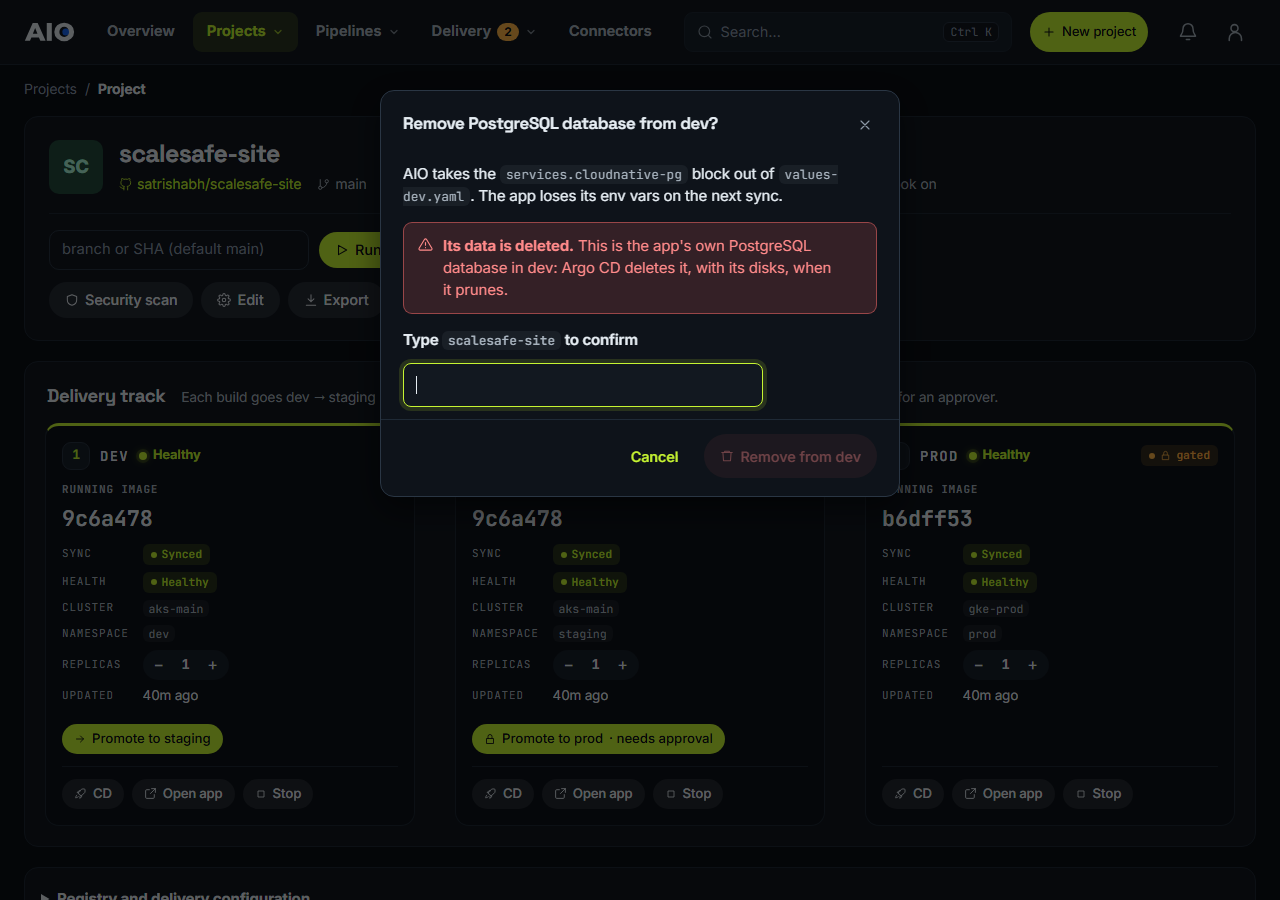 AIO
Overview
Projects
Pipelines
Delivery 2
Connectors
Search...
Ctrl K
+ New project
Projects / Project
SC
scalesafe-site
satrishabh/scalesafe-site
main
ok on
branch or SHA (default main)
Run
Security scan
Edit
Export
Remove PostgreSQL database from dev?
AIO takes the services.cloudnative-pg block out of values-
dev.yaml. The app loses its env vars on the next sync.
Its data is deleted. This is the app's own PostgreSQL
database in dev: Argo CD deletes it, with its disks, when
it prunes.
Type scalesafe-site to confirm
Cancel
Remove from dev
Delivery track
Each build goes dev → staging
for an approver.
1 DEV Healthy
RUNNING IMAGE
9c6a478
SYNC Synced
HEALTH Healthy
CLUSTER aks-main
NAMESPACE dev
REPLICAS − 1 +
UPDATED 40m ago
→ Promote to staging
CD
Open app
Stop
9c6a478
SYNC Synced
HEALTH Healthy
CLUSTER aks-main
NAMESPACE staging
REPLICAS − 1 +
UPDATED 40m ago
Promote to prod · needs approval
CD
Open app
Stop
PROD Healthy
gated
NNING IMAGE
b6dff53
SYNC Synced
HEALTH Healthy
CLUSTER gke-prod
NAMESPACE prod
REPLICAS − 1 +
UPDATED 40m ago
CD
Open app
Stop
Registry and delivery configuration